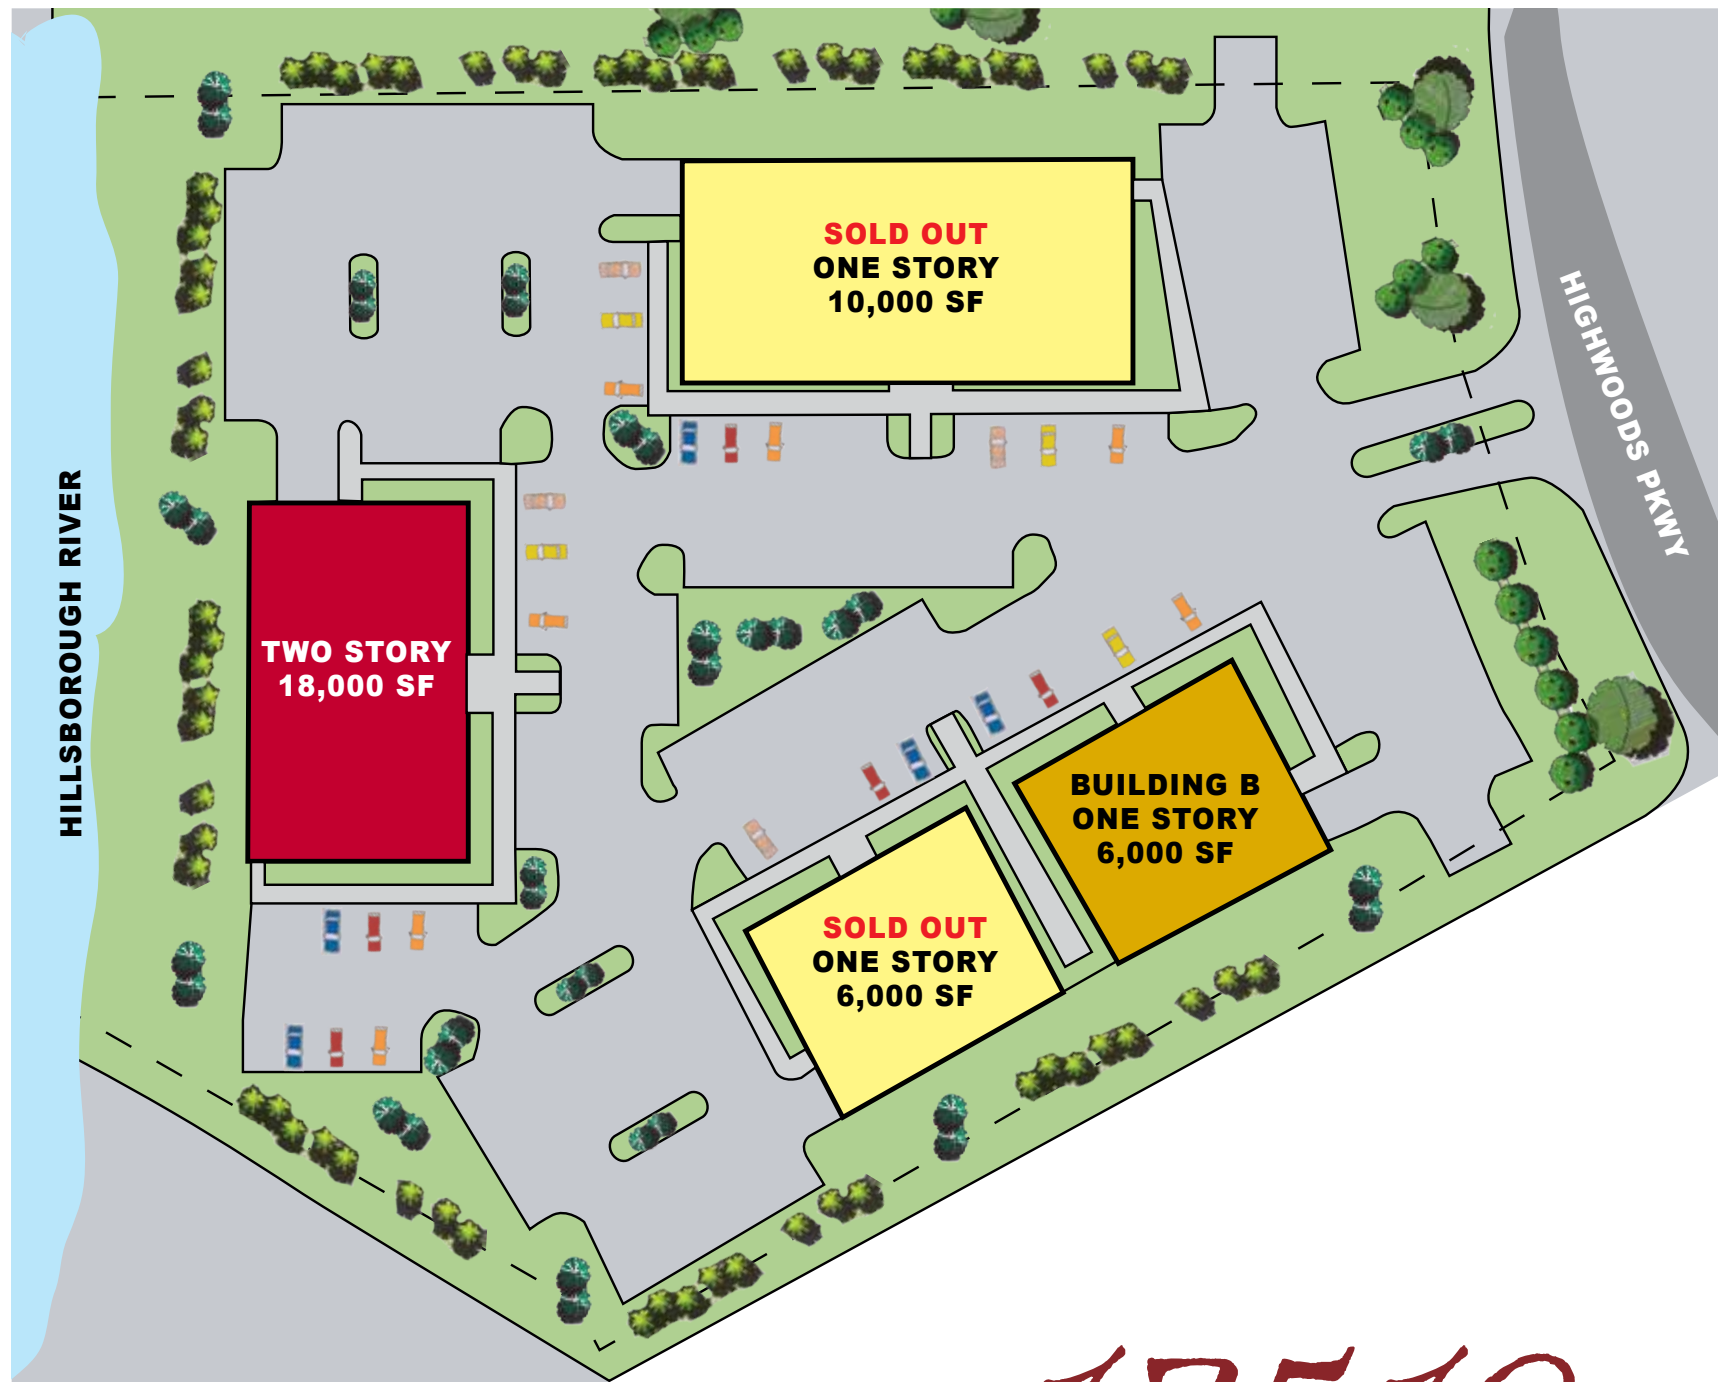 SOLD OUT
ONE STORY
10,000 SF
HIGHWOODS PKWY
HILLSBOROUGH RIVER
TWO STORY
18,000 SF
BUILDING B
ONE STORY
6,000 SF
SOLD OUT
ONE STORY
6,000 SF